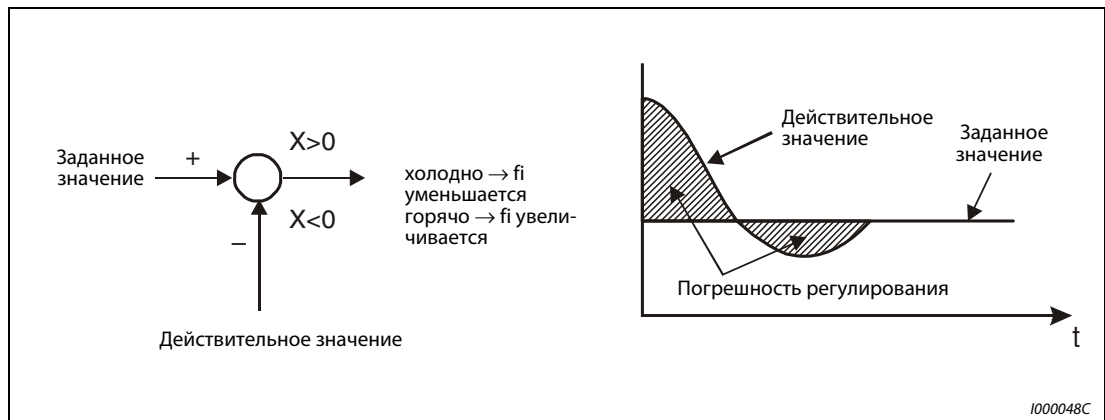 Заданное
значение
+
–
X>0
X<0
холодно → fi
уменьшается
горячо → fi увели-
чивается
Действительное значение
Действительное
значение
Заданное
значение
Погрешность регулирования
t
I000048C